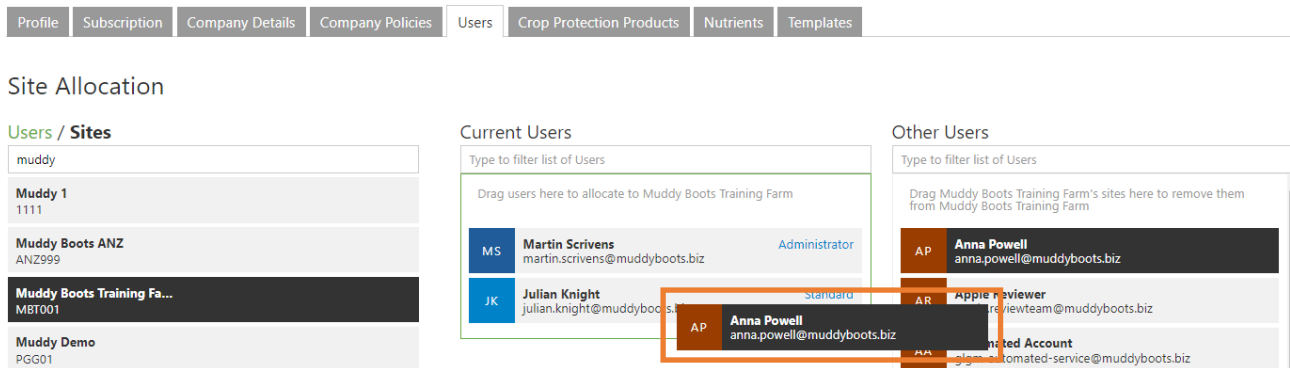 Profile
Subscription
Company Details
Company Policies
Users
Crop Protection Products
Nutrients
Templates
Site Allocation
Users / Sites
muddy
Muddy 1
1111
Muddy Boots ANZ
ANZ999
Muddy Boots Training Fa...
MBT001
Muddy Demo
PGG01
Current Users
Type to filter list of Users
Drag users here to allocate to Muddy Boots Training Farm
MS
Martin Scrivens
Administrator
martin.scrivens@muddyboots.biz
JK
Julian Knight
Standard
AP
Anna Powell
anna.powell@muddyboots.biz
Other Users
Type to filter list of Users
Drag Muddy Boots Training Farm's sites here to remove them
from Muddy Boots Training Farm
AP
Anna Powell
anna.powell@muddyboots.biz
AR
Apple Reviewer
AA
Account